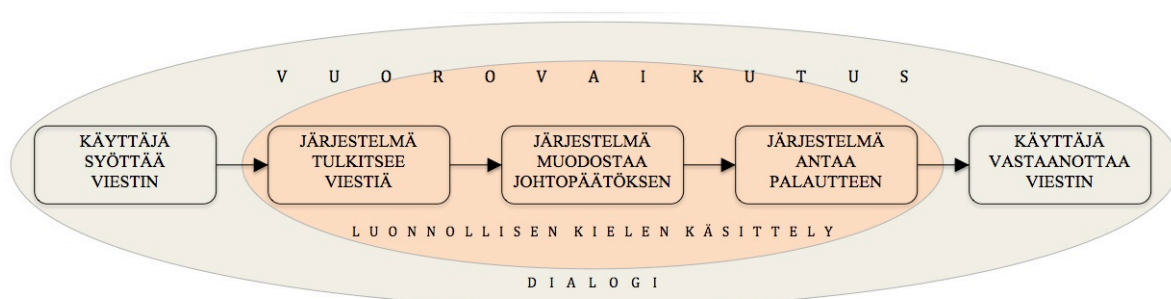 V U O R O V A I K U T U S
KÄYTTÄJÄ
SYÖTTÄÄ
VIESTIN
JÄRJESTELMÄ
TULKITSEE
VIESTIÄ
JÄRJESTELMÄ
MUODOSTAA
JOHTOPÄÄTÖKSEN
JÄRJESTELMÄ
ANTAA
PALAUTTEEN
KÄYTTÄJÄ
VASTAANOTTAA
VIESTIN
L U O N N O L L I S E N K I E L E N K Ä S I T T E L Y
D I A L O G I